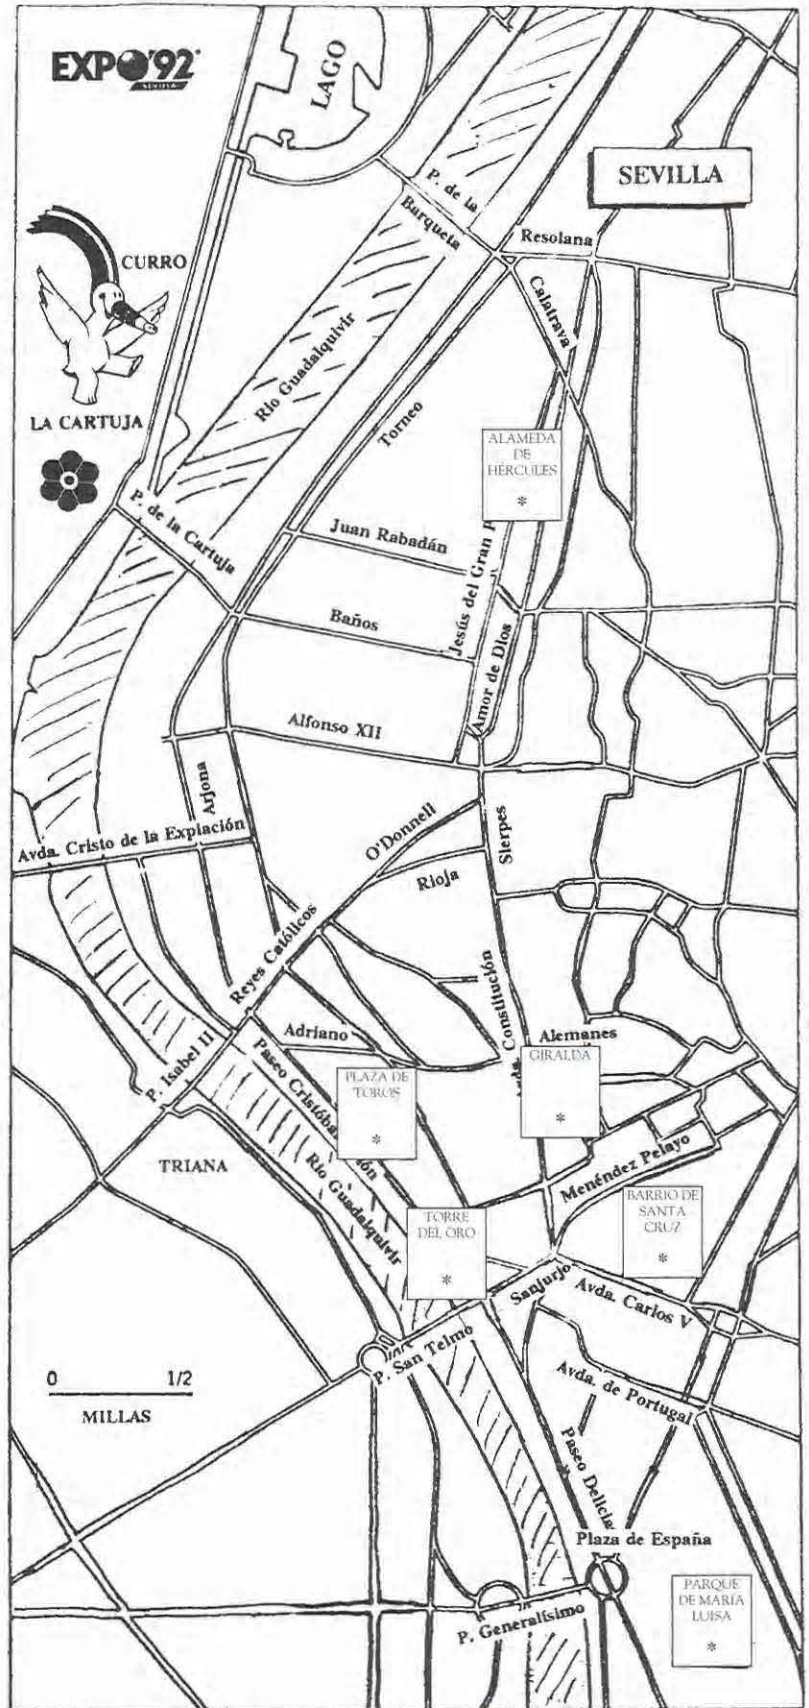 EXPO'92
SEVILLA
LAGO
SEVILLA
P. de la
Barqueta
Resolana
CURRO
Calatrava
Río Guadalquivir
LA CARTUJA
Torneo
ALAMEDA
DE
HÉRCULES
*
P. de la Cartuja
Juan Rabadán
Jesús del Gran P
Baños
Amor de Dios
Alfonso XII
Arjona
O'Donnell
Sierpes
Avda. Cristo de la Expiación
Rioja
Reyes Católicos
Constitución
Adriano
Alemanes
P. Isabel II
Paseo Cristóba
PLAZA DE
TOROS
*
GIRALDA
*
TRIANA
Río Guadalquivir
Menéndez Pelayo
TORRE
DEL ORO
*
BARRIO DE
SANTA
CRUZ
*
Sanjurjo
Avda. Carlos V
P. San Telmo
0 1/2
MILLAS
Avda. de Portugal
Paseo Delicia
Plaza de España
PARQUE
DE MARÍA
LUISA
*
P. Generalísimo